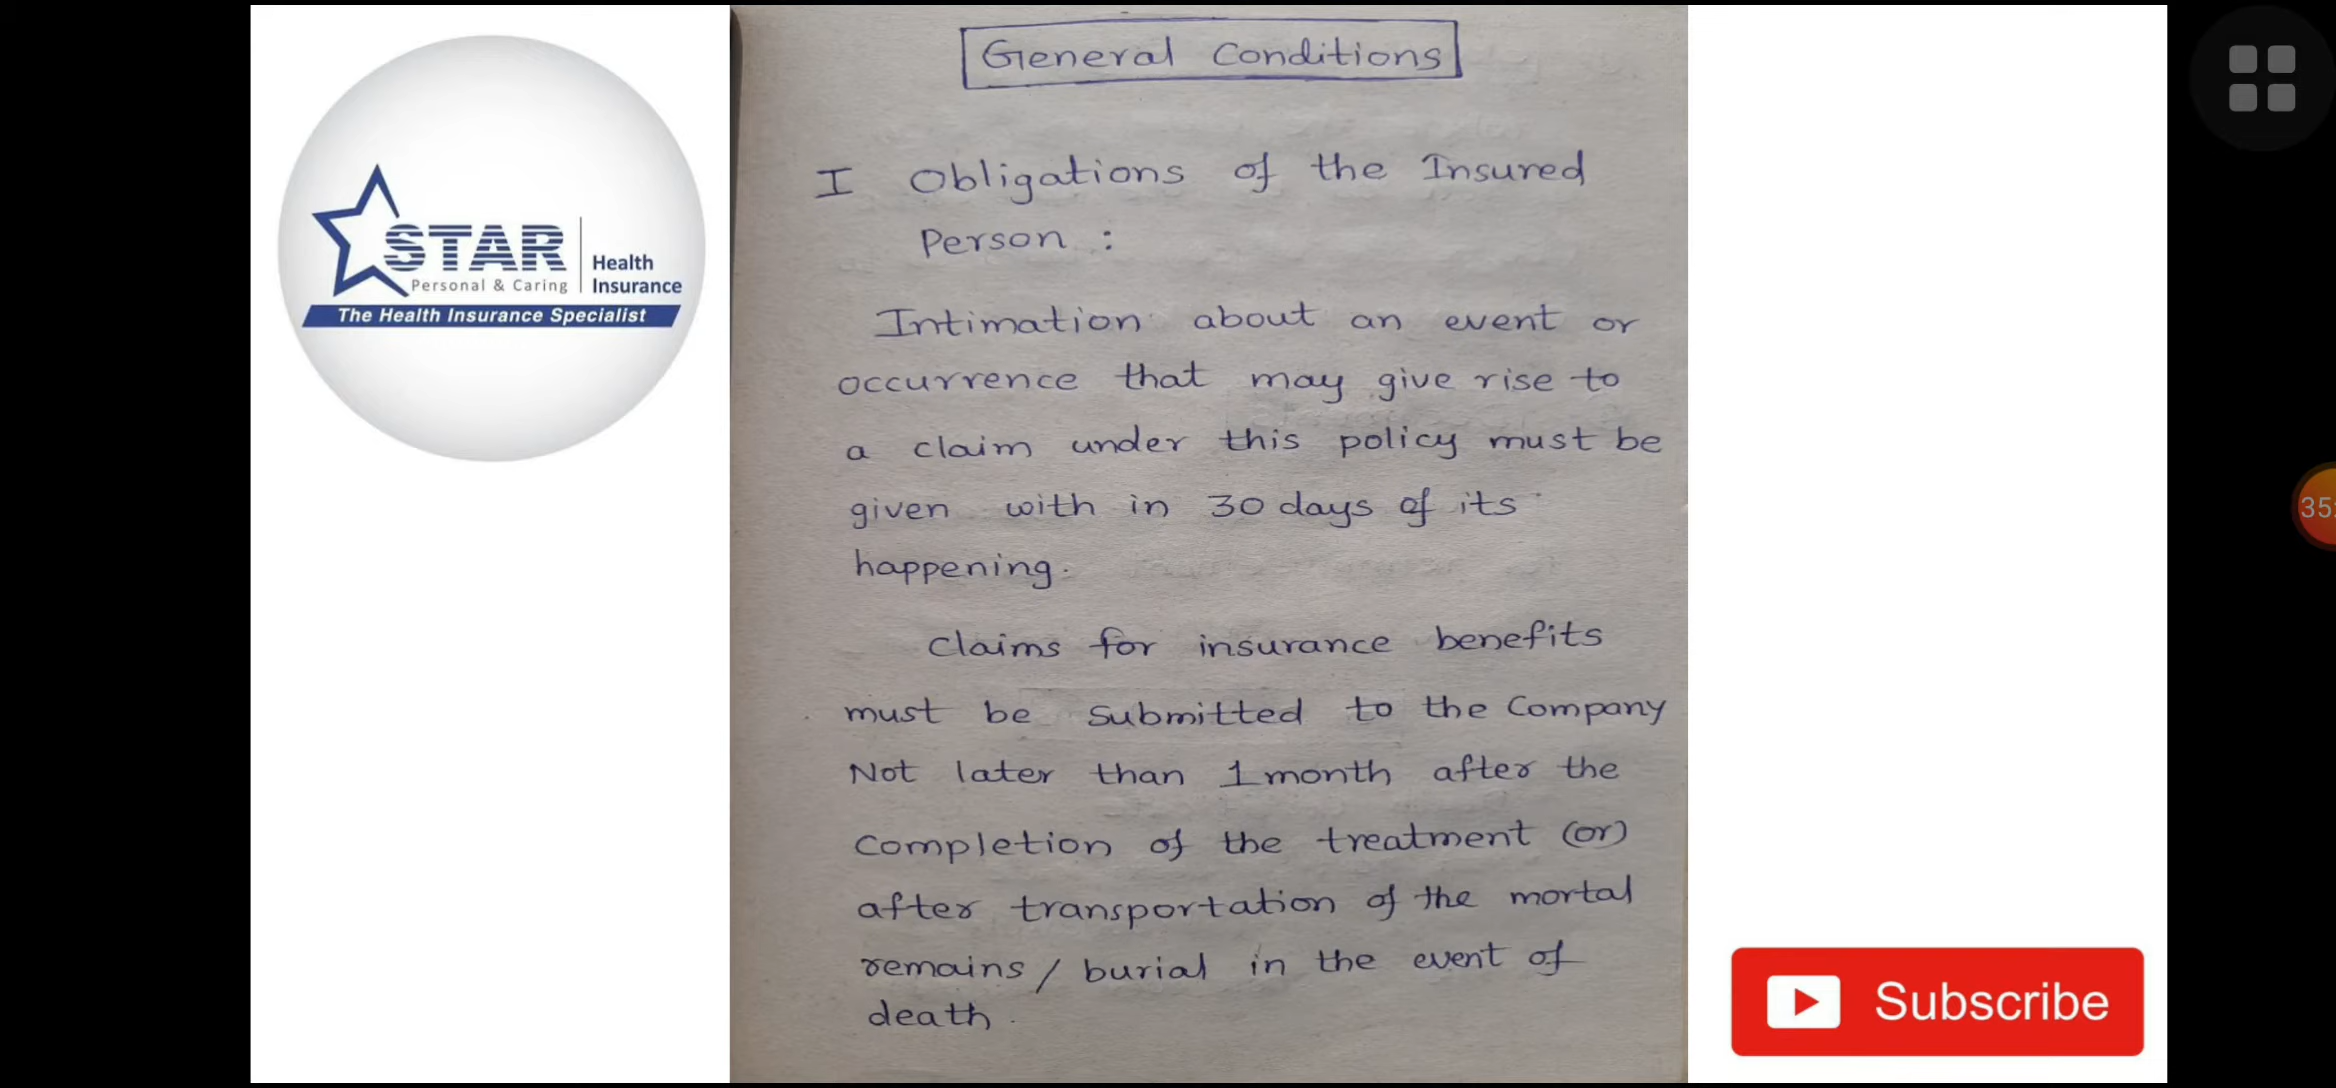 STAR
Personal & Caring
Health
Insurance
The Health Insurance Specialist
General Conditions
I Obligations of the Insured
Person :
Intimation about an event or
occurrence that may give rise to
a claim under this policy must be
given with in 30 days of its
happening.
Claims for insurance benefits
must be submitted to the Company
Not later than 1 month after the
Completion of the treatment (or)
after transportation of the mortal
remains / burial in the event of
death.
35:
Subscribe